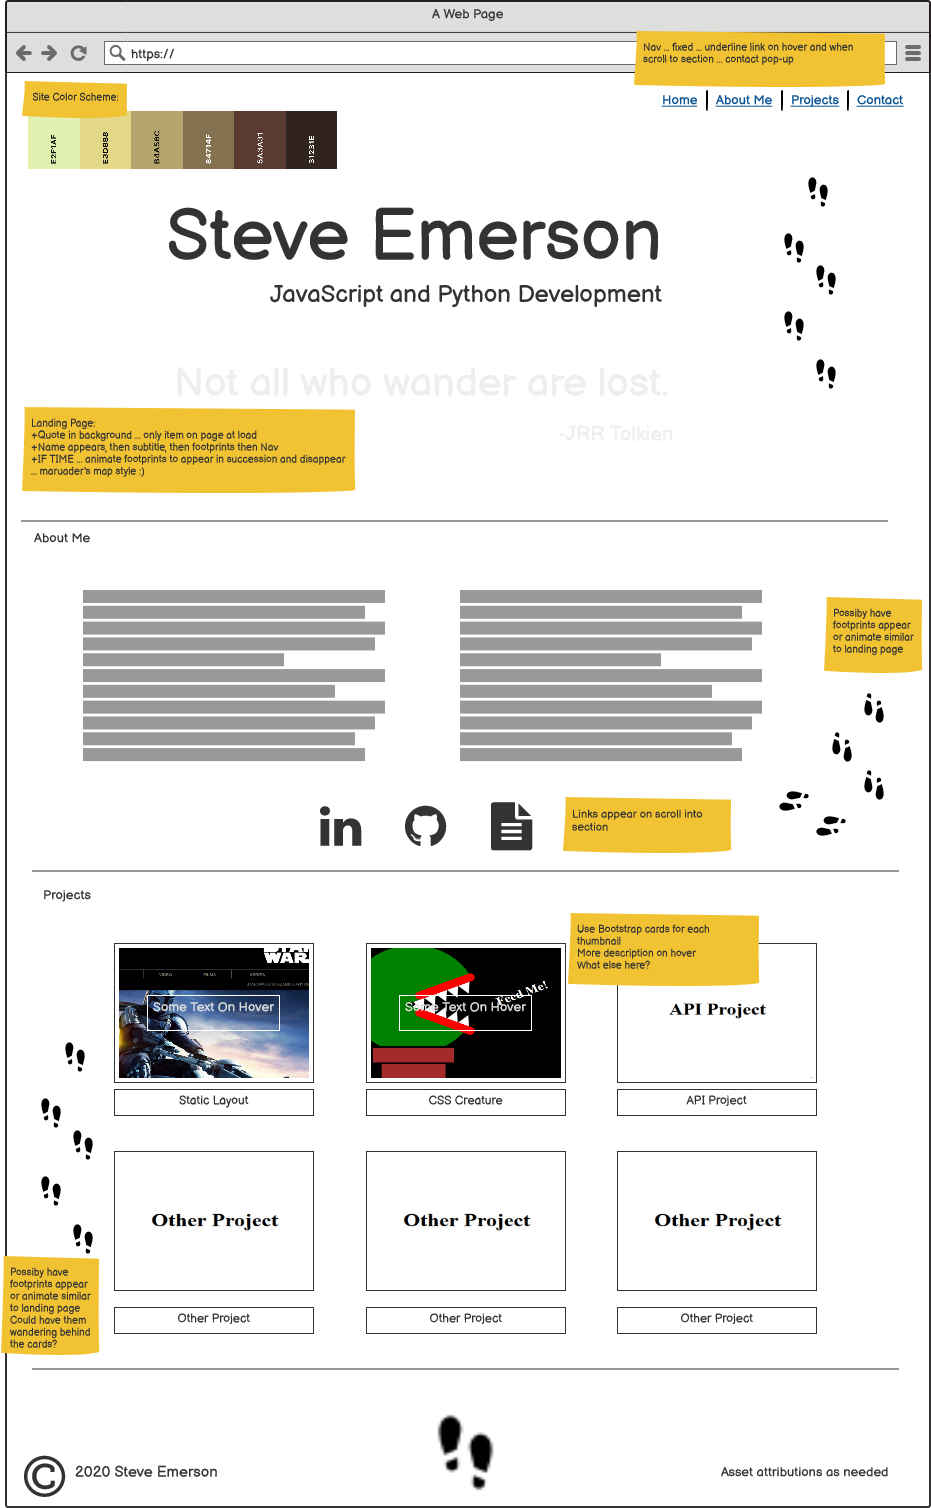 A Web Page
https://
Nav ... fixed ... underline link on hover and when
scroll to section ... contact pop-up
Site Color Scheme:
Home
About Me
Projects
Contact
E2F1AF
E3DB88
B4A56C
84714F
5A3A31
31231E
Steve Emerson
JavaScript and Python Development
Not all who wander are lost.
-JRR Tolkien
Landing Page:
+Quote in background ... only item on page at load
+Name appears, then subtitle, then footprints then Nav
+IF TIME ... animate footprints to appear in succession and disappear
... maruader's map style :)
About Me
Possiby have
footprints appear
or animate similar
to landing page
in
Links appear on scroll into
section
Projects
Use Bootstrap cards for each
thumbnail
More description on hover
What else here?
STAR
WARS
VIDEO
FILMS
SERIES
Some Text On Hover
Feed Me!
Some Text On Hover
API Project
Static Layout
CSS Creature
API Project
Other Project
Other Project
Other Project
Possiby have
footprints appear
or animate similar
to landing page
Could have them
wandering behind
the cards?
Other Project
Other Project
Other Project
© 2020 Steve Emerson
Asset attributions as needed